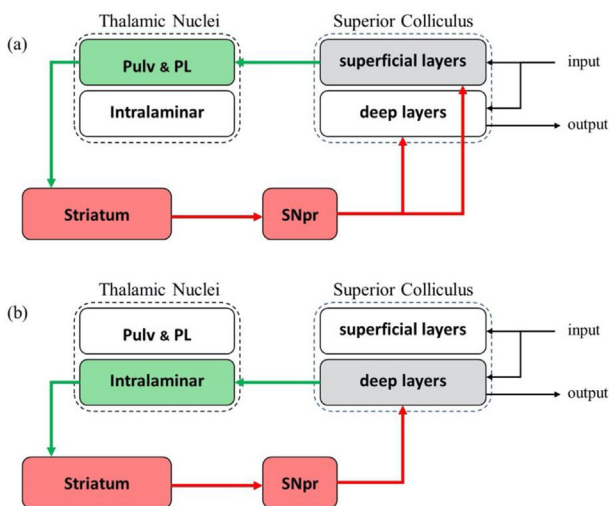 Thalamic Nuclei Superior Colliculus
(a)
Pulv & PL superficial layers input
Intralaminar deep layers
output
Striatum SNpr
Thalamic Nuclei Superior Colliculus
(b)
Pulv & PL superficial layers input
Intralaminar deep layers
output
Striatum SNpr